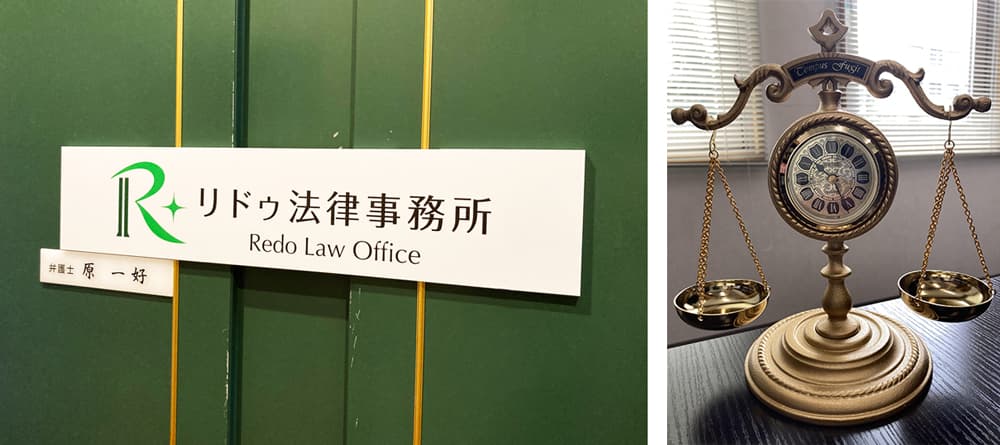 R
リドゥ法律事務所
Redo Law Office
弁護士 原 一好
Tempus Fugit